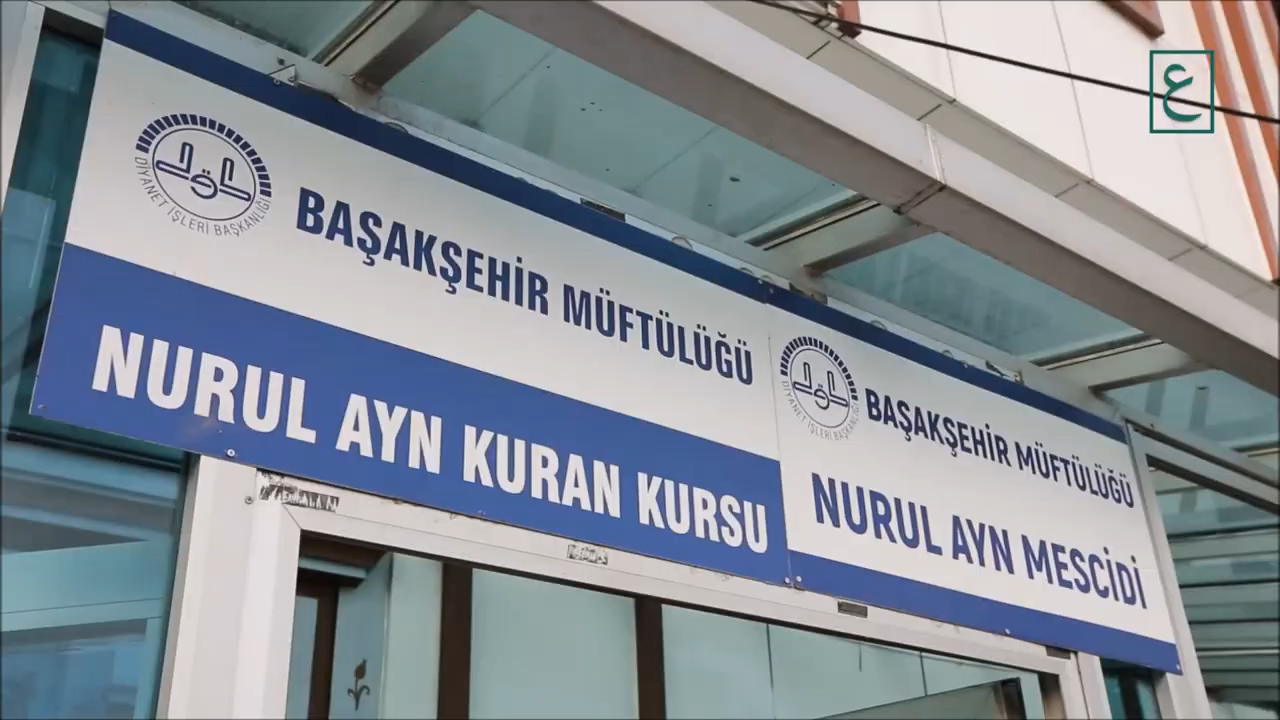 DİYANET İŞLERİ BAŞKANLIĞI
BAŞAKŞEHİR MÜFTÜLÜĞÜ
NURUL AYN KURAN KURSU
DİYANET İŞLERİ BAŞKANLIĞI
BAŞAKŞEHİR MÜFTÜLÜĞÜ
NURUL AYN MESCİDİ
ع